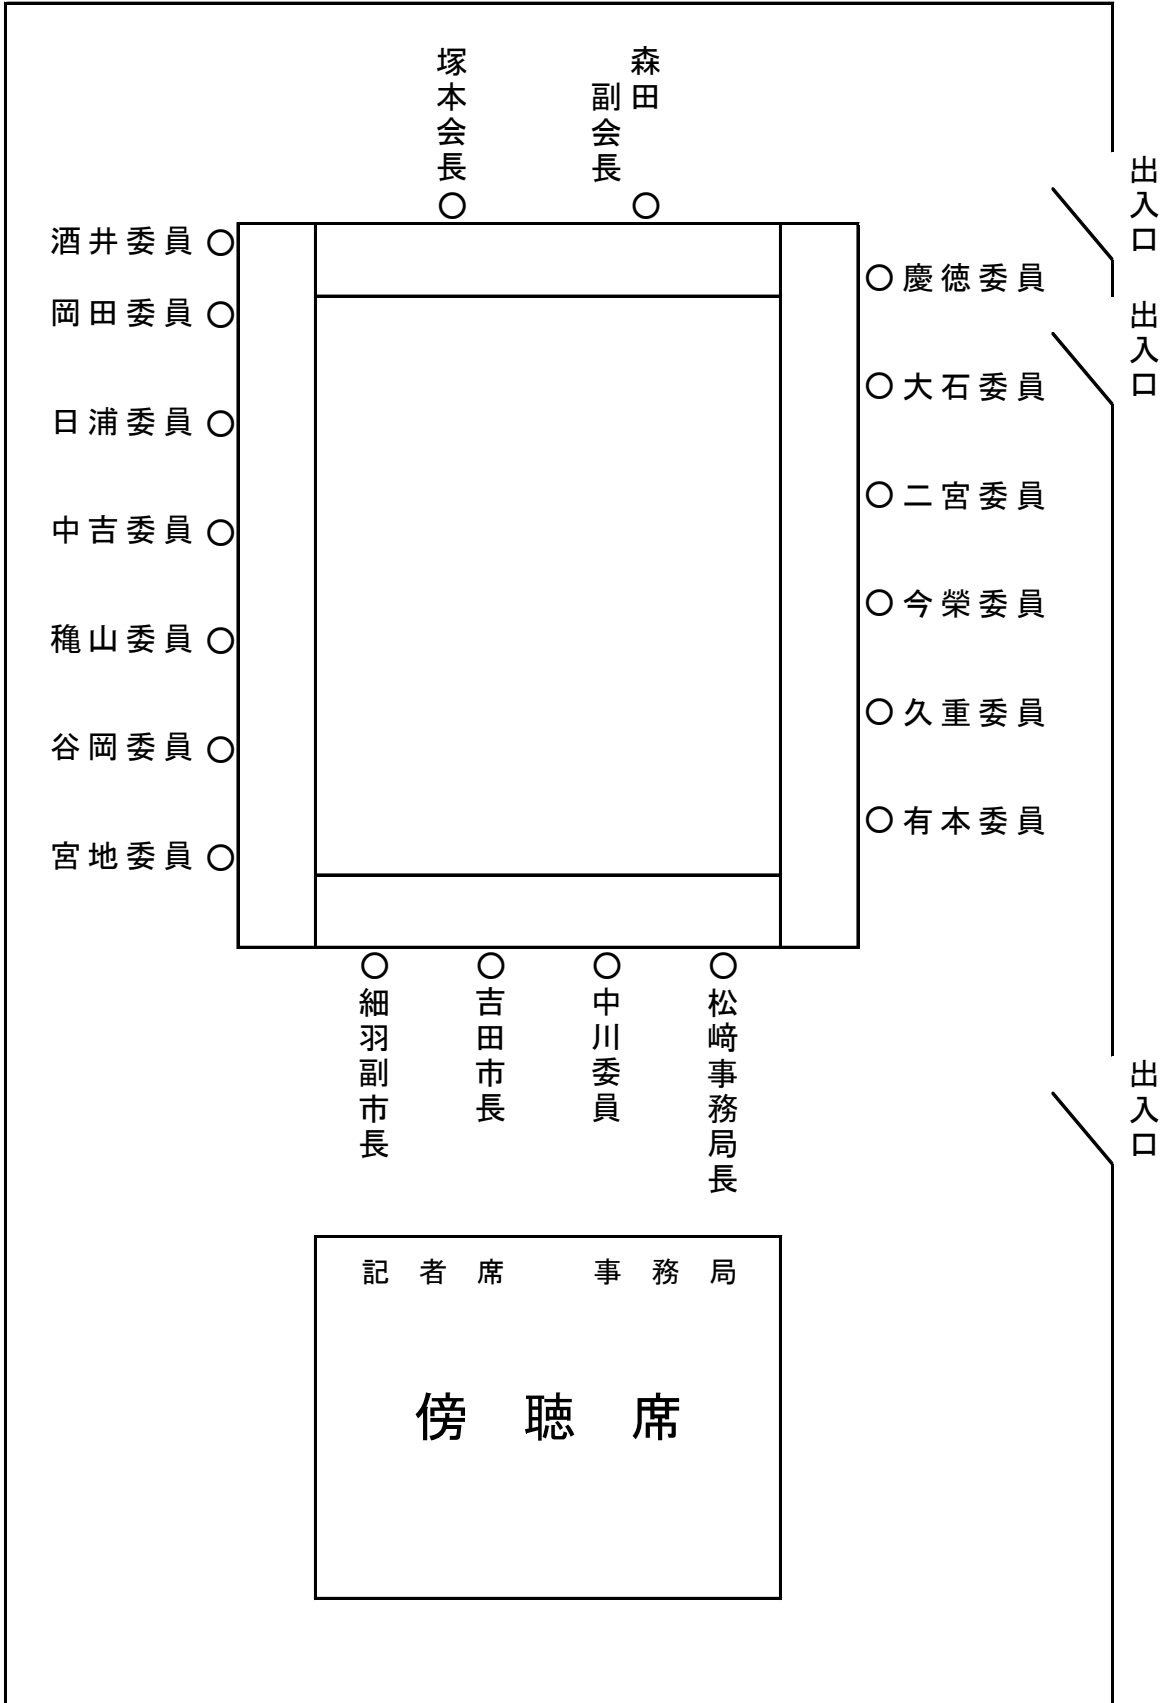 塚本会長
森田
副会長
出入口
酒井委員
慶徳委員
岡田委員
出入口
大石委員
日浦委員
二宮委員
中吉委員
今榮委員
穐山委員
久重委員
谷岡委員
有本委員
宮地委員
細羽副市長
吉田市長
中川委員
松﨑事務局長
出入口
記者席 事務局
傍聴席